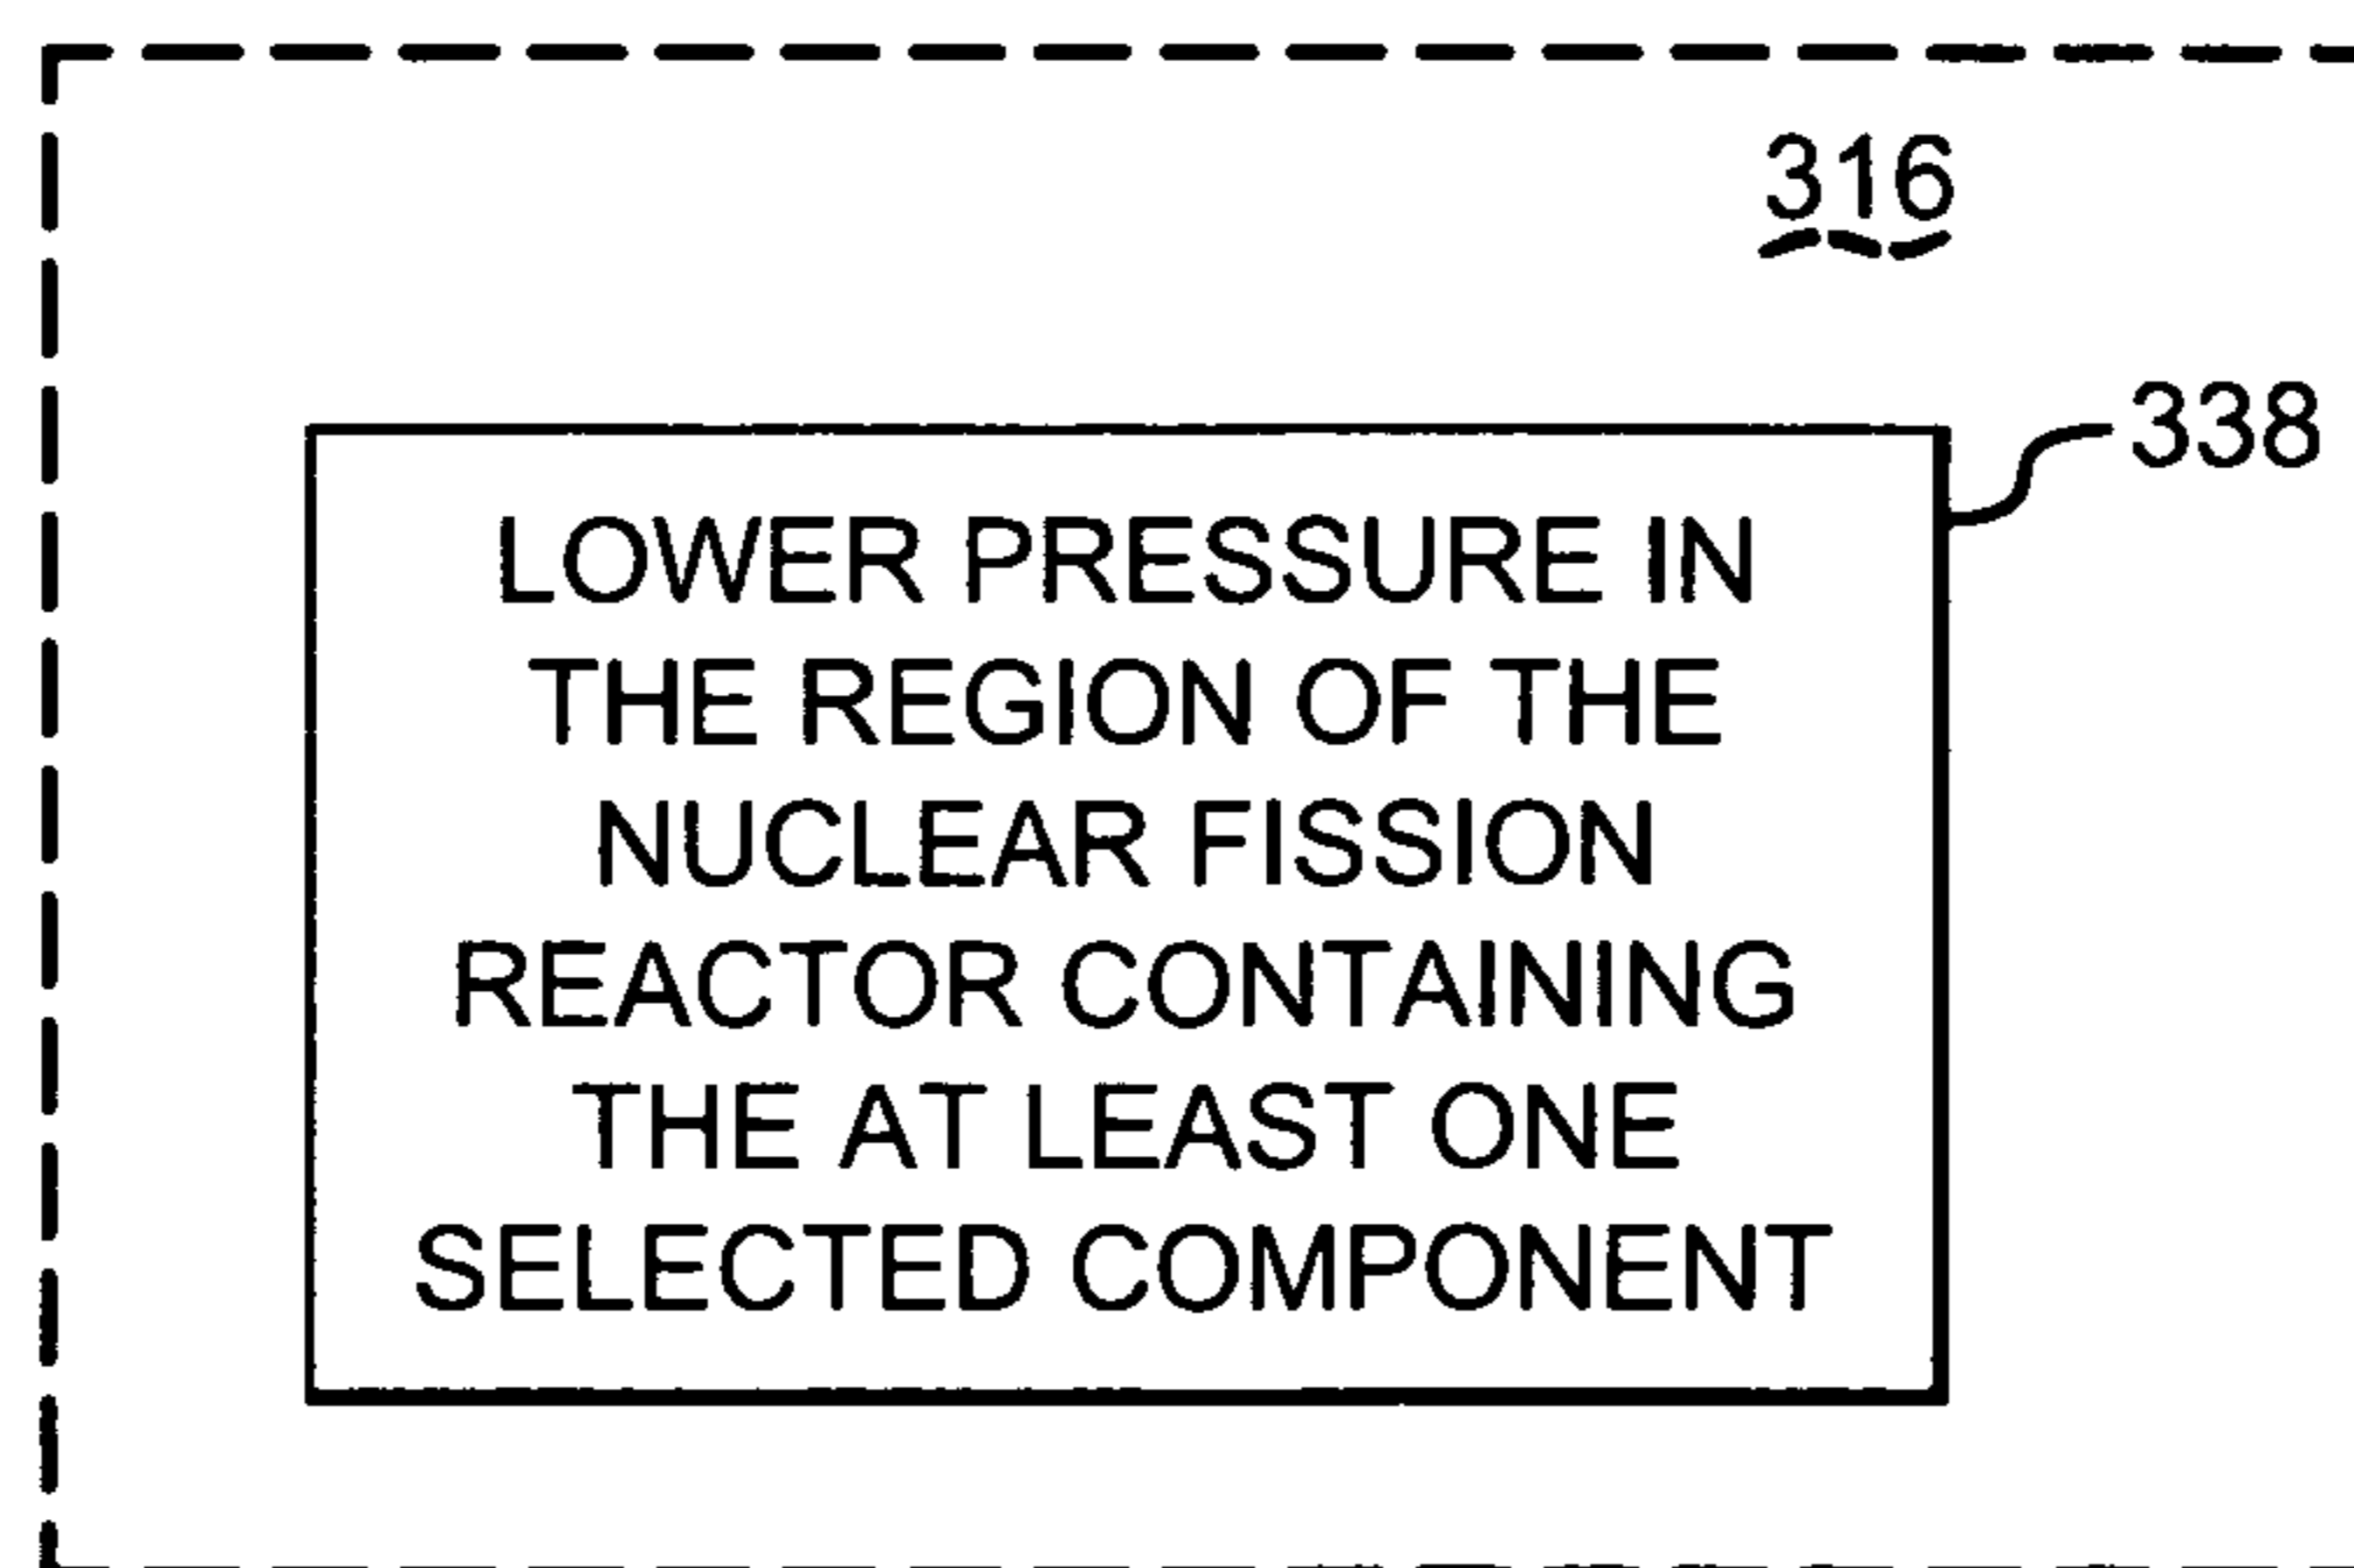 316
338
LOWER PRESSURE IN
THE REGION OF THE
NUCLEAR FISSION
REACTOR CONTAINING
THE AT LEAST ONE
SELECTED COMPONENT